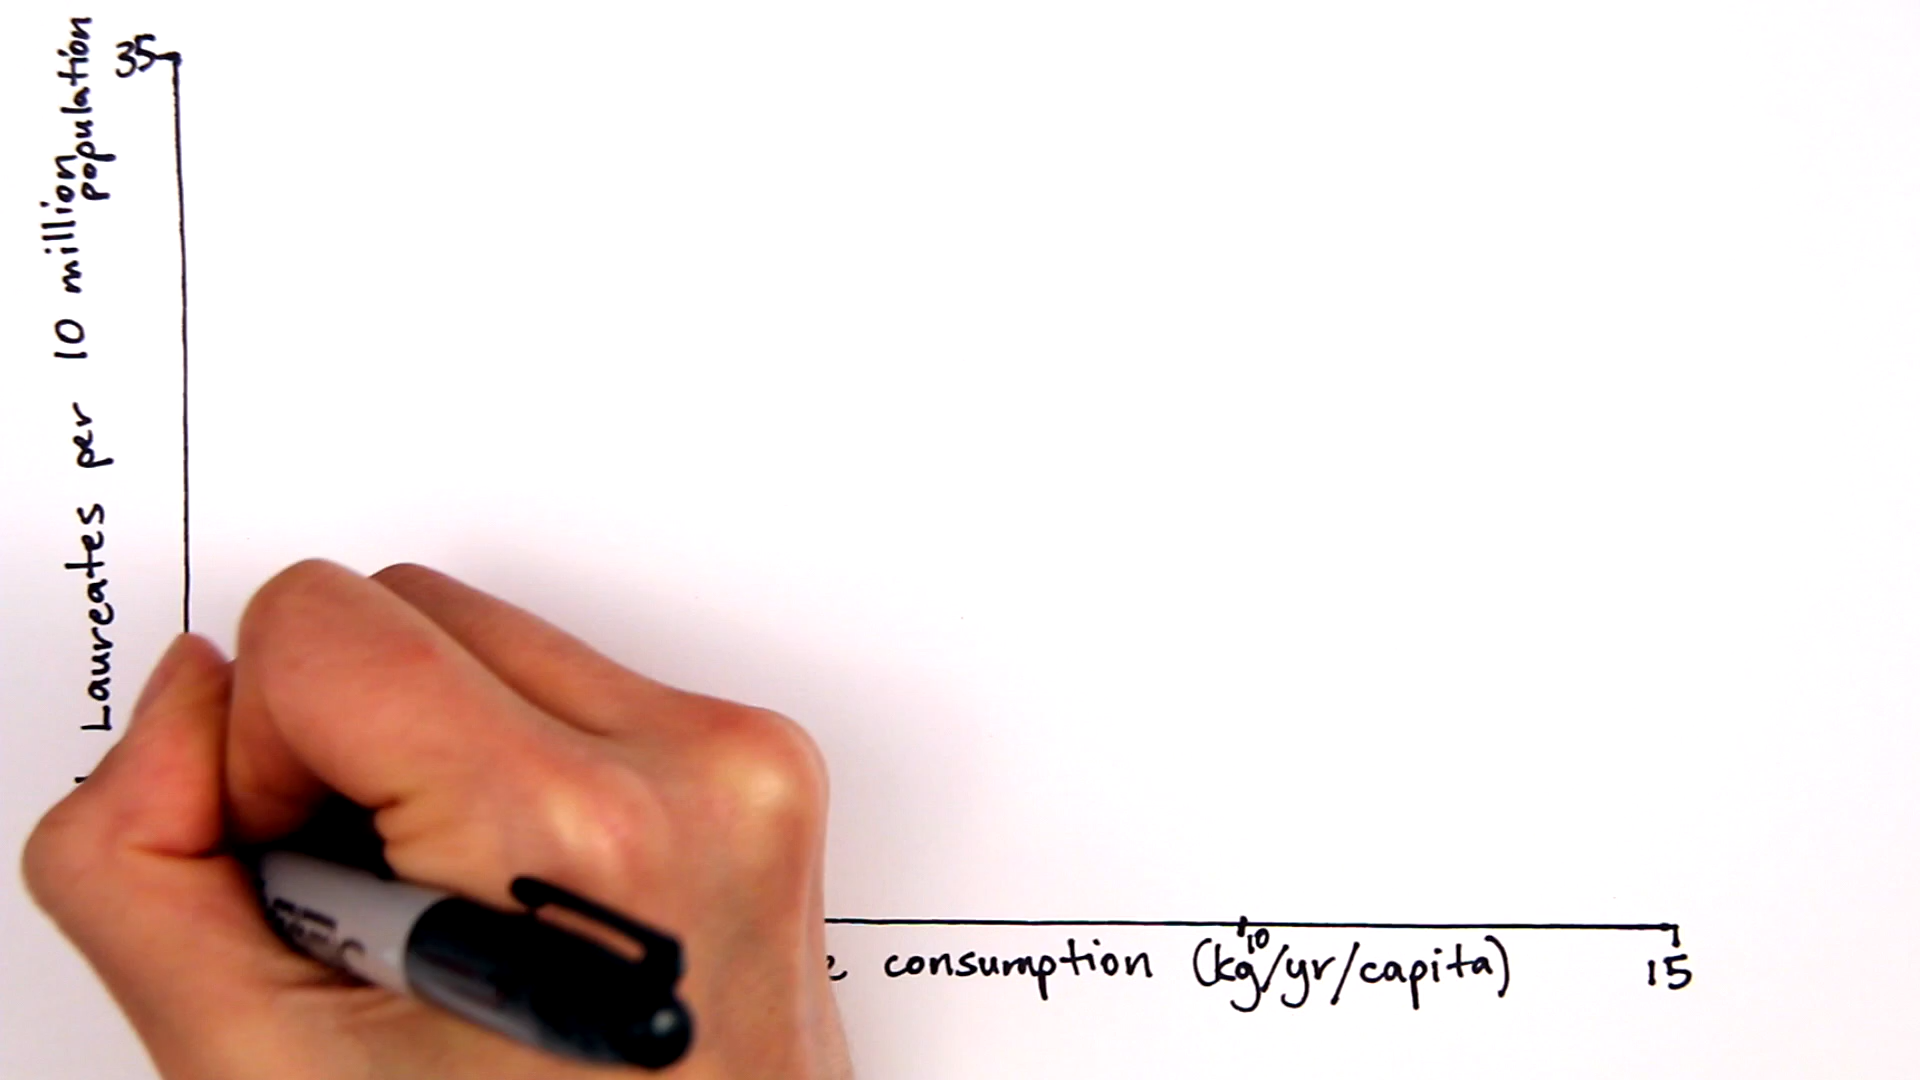 35
Laureates per 10 million
population
10
consumption (kg/yr/capita)
15